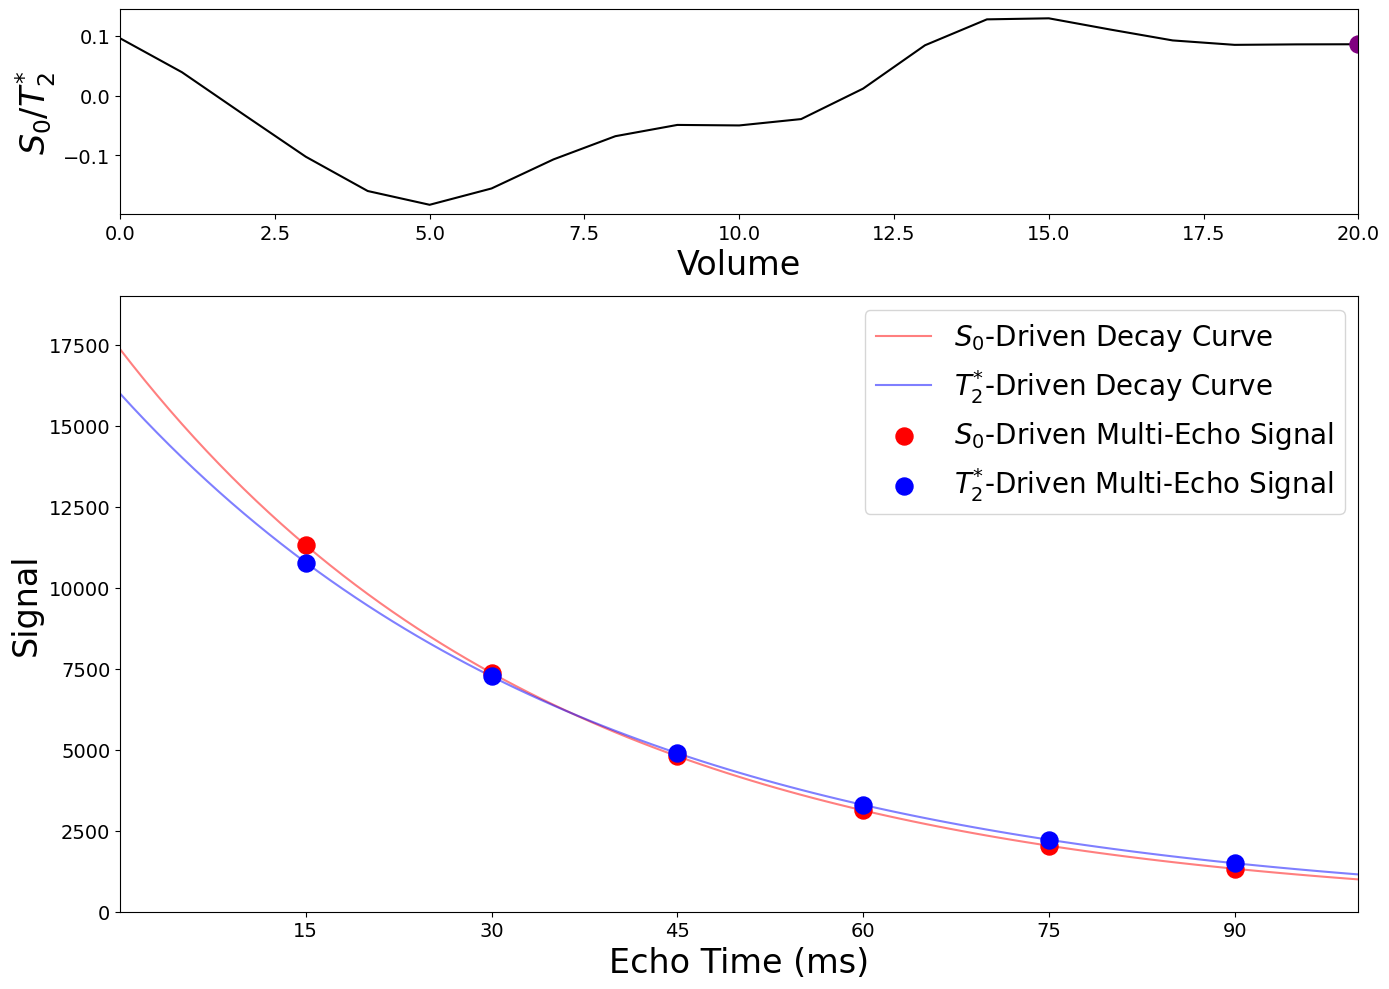 S₀/T₂*
0.1
0.0
−0.1
0.0 2.5 5.0 7.5 10.0 12.5 15.0 17.5 20.0
Volume
Signal
17500
15000
12500
10000
7500
5000
2500
0
S₀-Driven Decay Curve
T₂*-Driven Decay Curve
S₀-Driven Multi-Echo Signal
T₂*-Driven Multi-Echo Signal
15 30 45 60 75 90
Echo Time (ms)